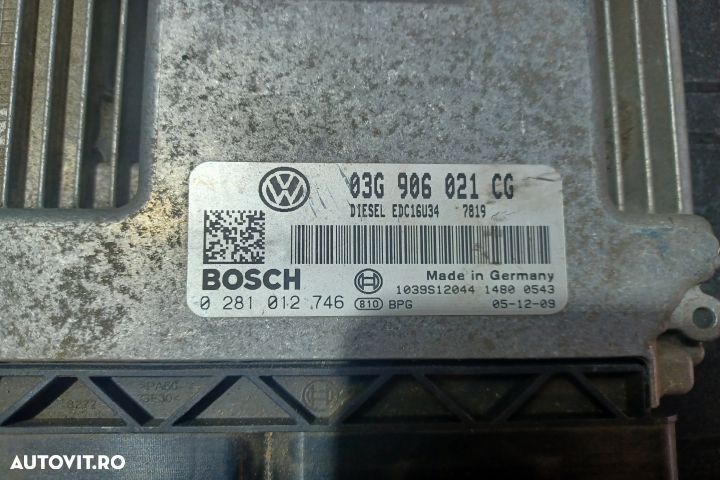 VW
03G 906 021 CG
DIESEL EDC16U34 7819
BOSCH
Made in Germany
1039S12044 1480 0543
0 281 012 746 810 BPG 05-12-09
AUTOVIT.RO